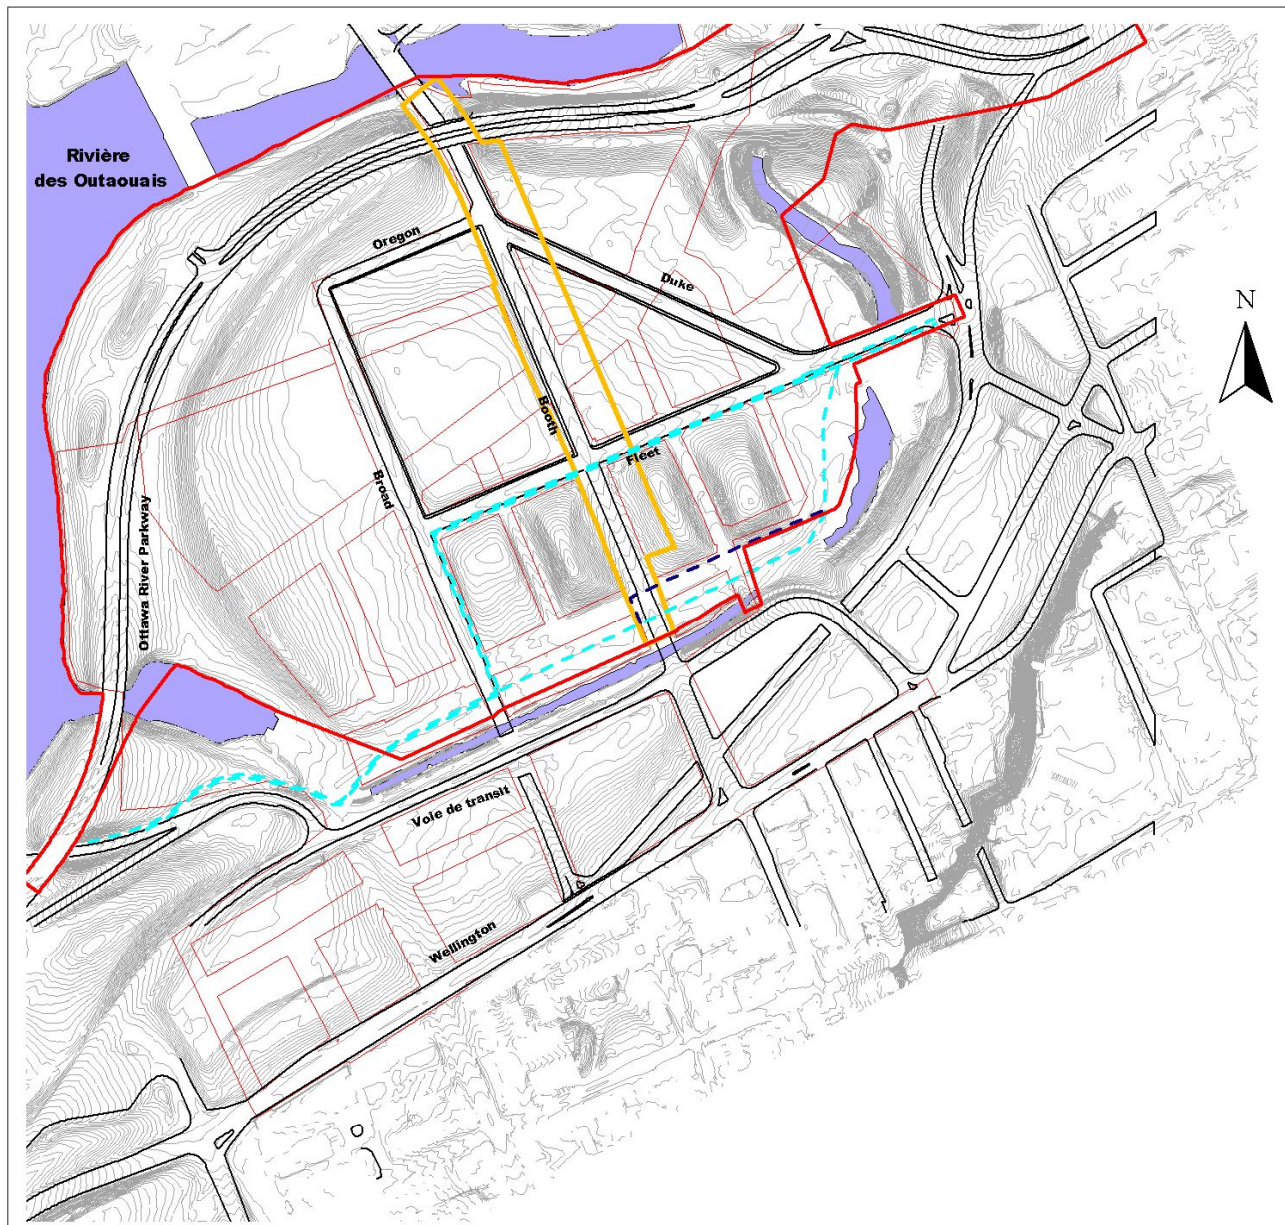 Rivière
des Outaouais
Oregon
Duke
N
Booth
Fleet
Broad
Ottawa River Parkway
Voie de transit
Wellington